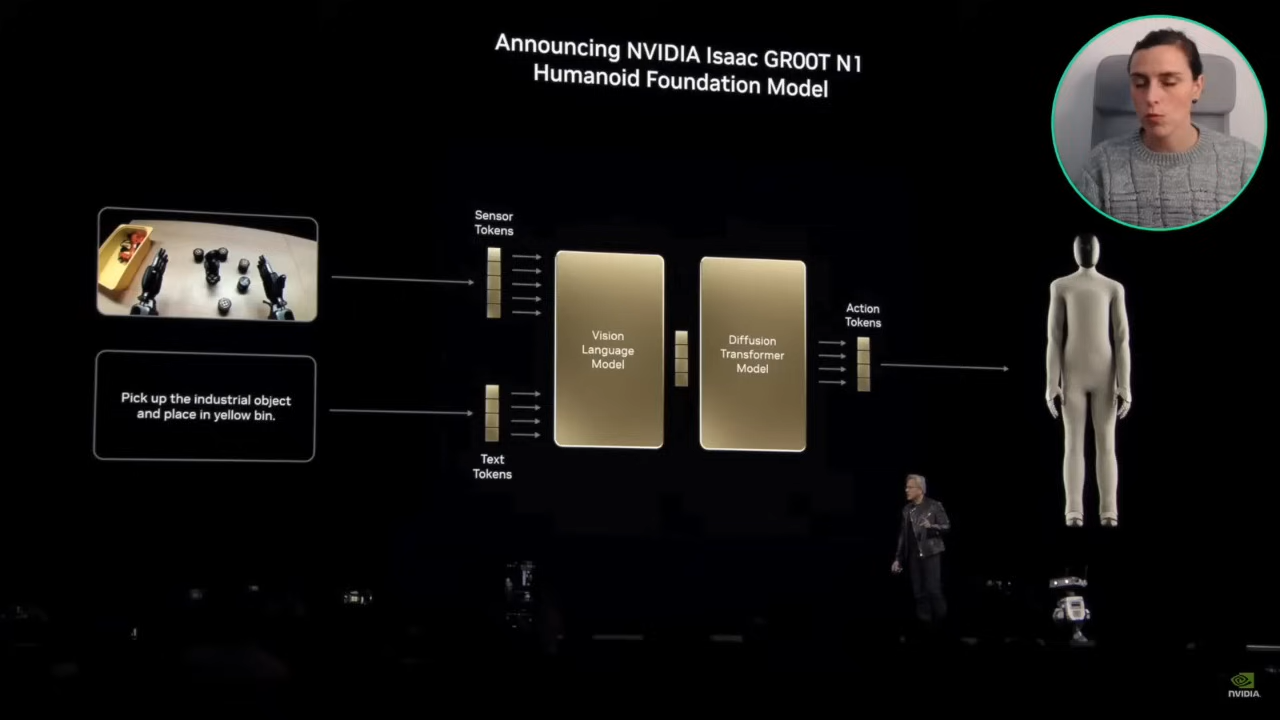 Announcing NVIDIA Isaac GR00T N1
Humanoid Foundation Model
Sensor
Tokens
Vision
Language
Model
Diffusion
Transformer
Model
Action
Tokens
Pick up the industrial object
and place in yellow bin.
Text
Tokens
NVIDIA